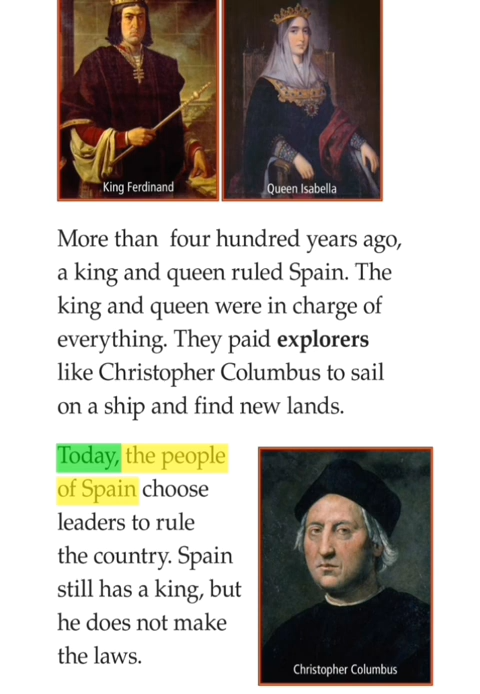 King Ferdinand
Queen Isabella
More than four hundred years ago,
a king and queen ruled Spain. The
king and queen were in charge of
everything. They paid explorers
like Christopher Columbus to sail
on a ship and find new lands.
Today, the people
of Spain choose
leaders to rule
the country. Spain
still has a king, but
he does not make
the laws.
Christopher Columbus